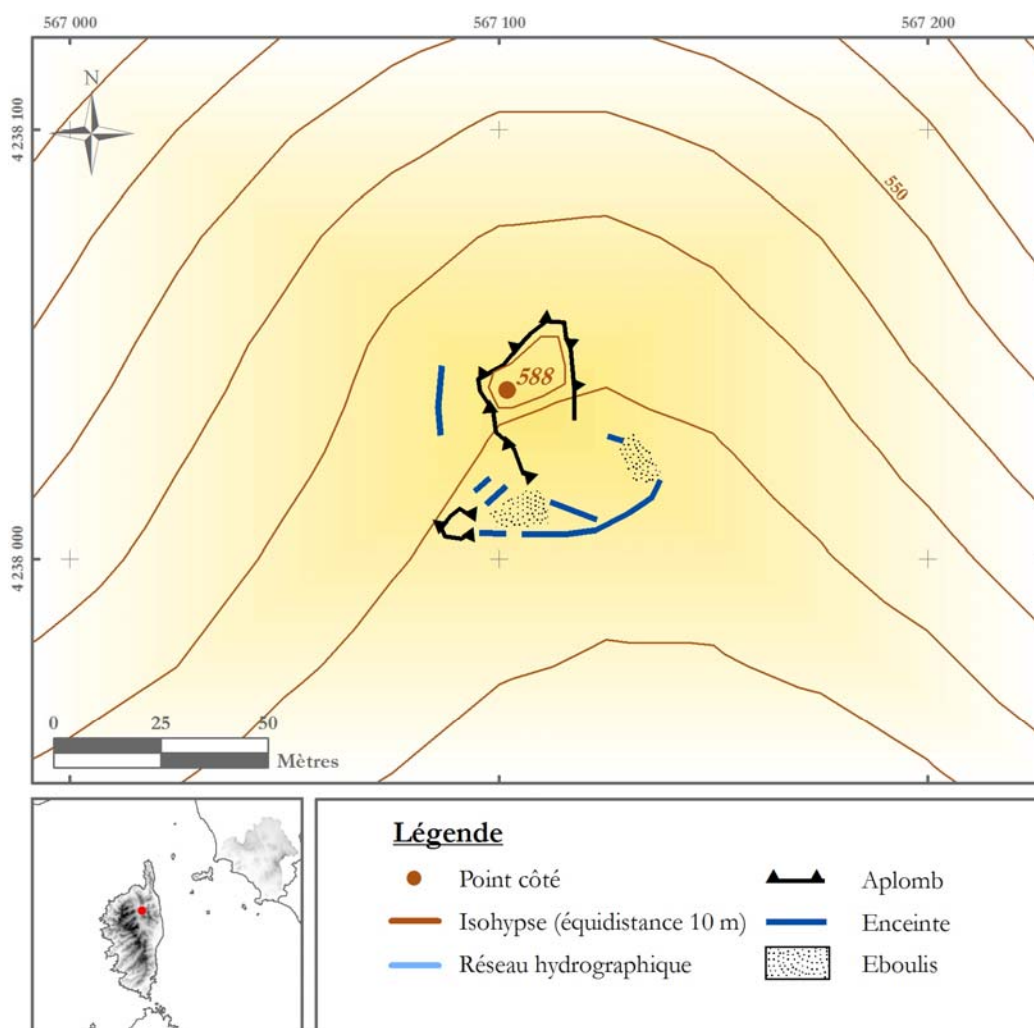 567 000
567 100
567 200
N
4 238 100
550
588
4 238 000
0 25 50
Mètres
Légende
Point côté
Isohypse (équidistance 10 m)
Réseau hydrographique
Aplomb
Enceinte
Eboulis